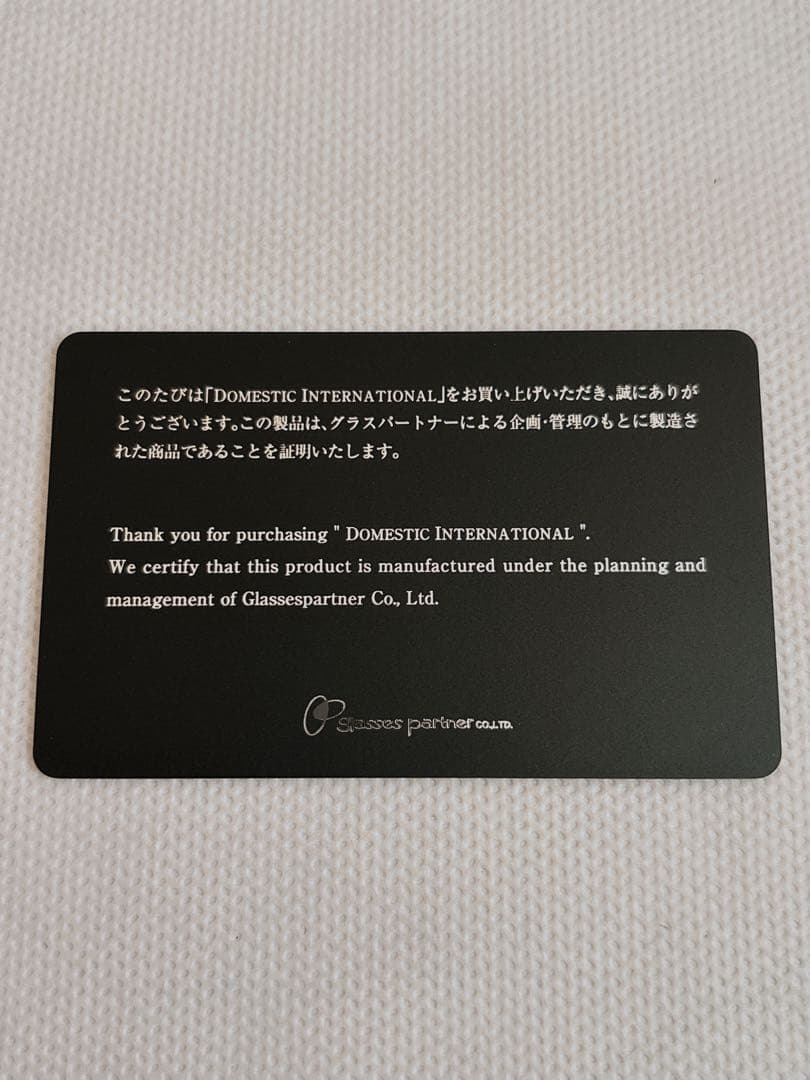 このたびは「DOMESTIC INTERNATIONAL」をお買い上げいただき、誠にありが
とうございます。この製品は、グラスパートナーによる企画・管理のもとに製造さ
れた商品であることを証明いたします。
Thank you for purchasing " DOMESTIC INTERNATIONAL ".
We certify that this product is manufactured under the planning and
management of Glassespartner Co., Ltd.
glasses partner CO.,LTD.